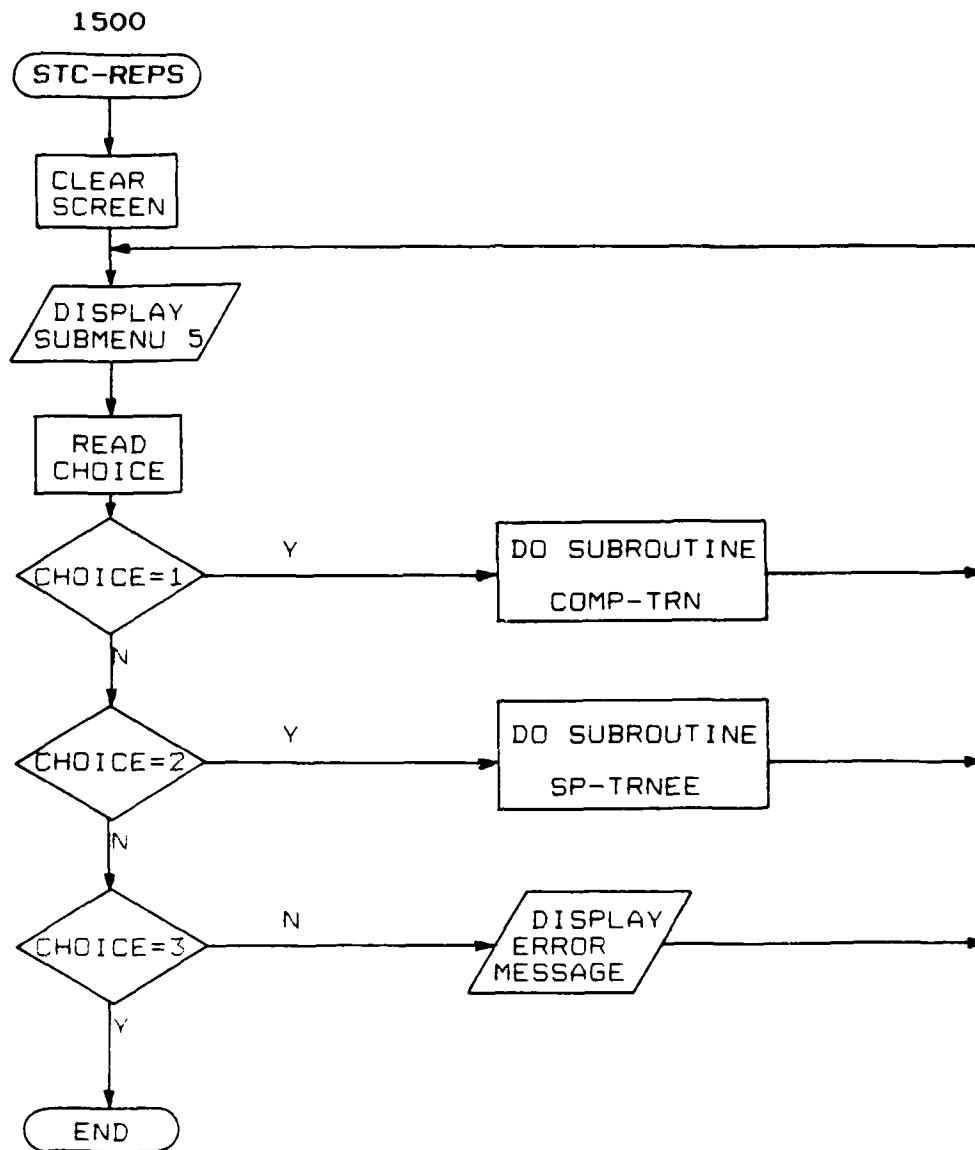 1500
STC-REPS
CLEAR
SCREEN
DISPLAY
SUBMENU 5
READ
CHOICE
CHOICE=1
Y
DO SUBROUTINE
COMP-TRN
N
CHOICE=2
Y
DO SUBROUTINE
SP-TRNEE
N
CHOICE=3
N
DISPLAY
ERROR
MESSAGE
Y
END